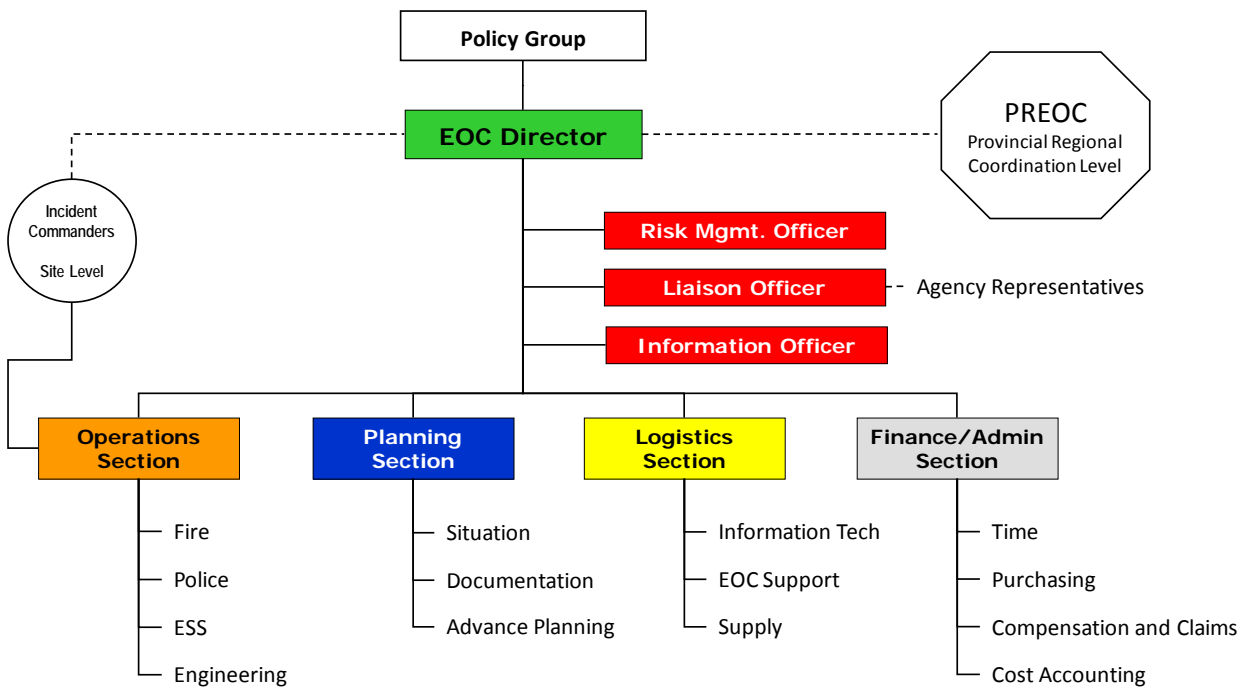 Policy Group
EOC Director
PREOC
Provincial Regional
Coordination Level
Incident
Commanders
Site Level
Risk Mgmt. Officer
Liaison Officer
Agency Representatives
Information Officer
Operations
Section
Planning
Section
Logistics
Section
Finance/Admin
Section
Fire
Police
ESS
Engineering
Situation
Documentation
Advance Planning
Information Tech
EOC Support
Supply
Time
Purchasing
Compensation and Claims
Cost Accounting